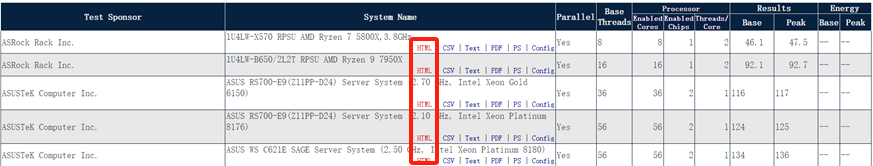 Test Sponsor System Name Parallel Base Threads Processor Results Energy
Enabled Cores Enabled Chips Threads/Core Base Peak Base Peak
ASRock Rack Inc. 1U4LW-X570 RPSU AMD Ryzen 7 5800X,3.8GHz Yes 8 8 1 2 46.1 47.5 -- --
HTML | CSV | Text | PDF | PS | Config
ASRock Rack Inc. 1U4LW-B650/2L2T RPSU AMD Ryzen 9 7950X Yes 16 16 1 2 92.1 92.7 -- --
HTML | CSV | Text | PDF | PS | Config
ASUSTeK Computer Inc. ASUS RS700-E9(Z11PP-D24) Server System (2.70 GHz, Intel Xeon Gold 6150) Yes 36 36 2 1 116 117 -- --
HTML | CSV | Text | PDF | PS | Config
ASUSTeK Computer Inc. ASUS RS700-E9(Z11PP-D24) Server System (2.10 GHz, Intel Xeon Platinum 8176) Yes 56 56 2 1 124 125 -- --
HTML | CSV | Text | PDF | PS | Config
ASUSTeK Computer Inc. ASUS WS C621E SAGE Server System (2.50 GHz, Intel Xeon Platinum 8180) Yes 56 56 2 1 134 136 -- --
HTML | CSV | Text | PDF | PS | Config